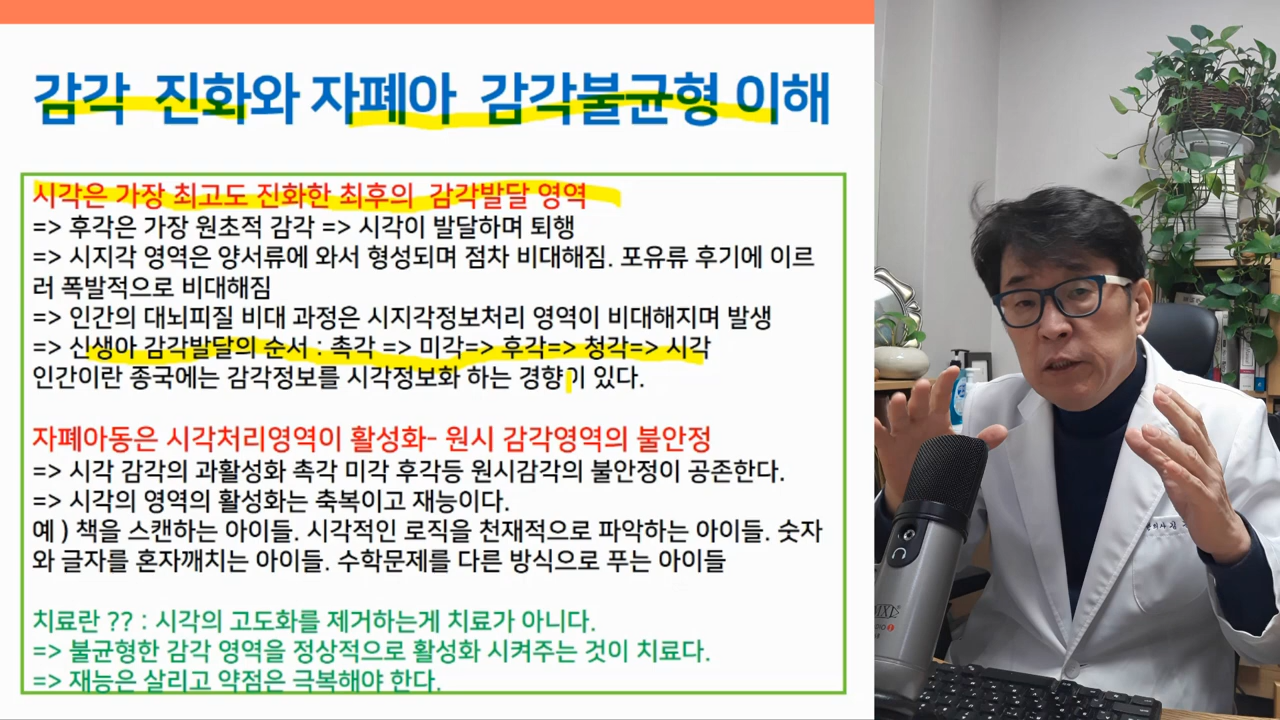 감각 진화와 자폐아 감각불균형 이해
시각은 가장 최고도 진화한 최후의 감각발달 영역
=> 후각은 가장 원초적 감각 => 시각이 발달하며 퇴행
=> 시지각 영역은 양서류에 와서 형성되며 점차 비대해짐. 포유류 후기에 이르
러 폭발적으로 비대해짐
=> 인간의 대뇌피질 비대 과정은 시지각정보처리 영역이 비대해지며 발생
=> 신생아 감각발달의 순서 : 촉각 => 미각=> 후각=> 청각=> 시각
인간이란 종국에는 감각정보를 시각정보화 하는 경향이 있다.
자폐아동은 시각처리영역이 활성화- 원시 감각영역의 불안정
=> 시각 감각의 과활성화 촉각 미각 후각등 원시감각의 불안정이 공존한다.
=> 시각의 영역의 활성화는 축복이고 재능이다.
예 ) 책을 스캔하는 아이들. 시각적인 로직을 천재적으로 파악하는 아이들. 숫자
와 글자를 혼자깨치는 아이들. 수학문제를 다른 방식으로 푸는 아이들
치료란 ?? : 시각의 고도화를 제거하는게 치료가 아니다.
=> 불균형한 감각 영역을 정상적으로 활성화 시켜주는 것이 치료다.
=> 재능은 살리고 약점은 극복해야 한다.